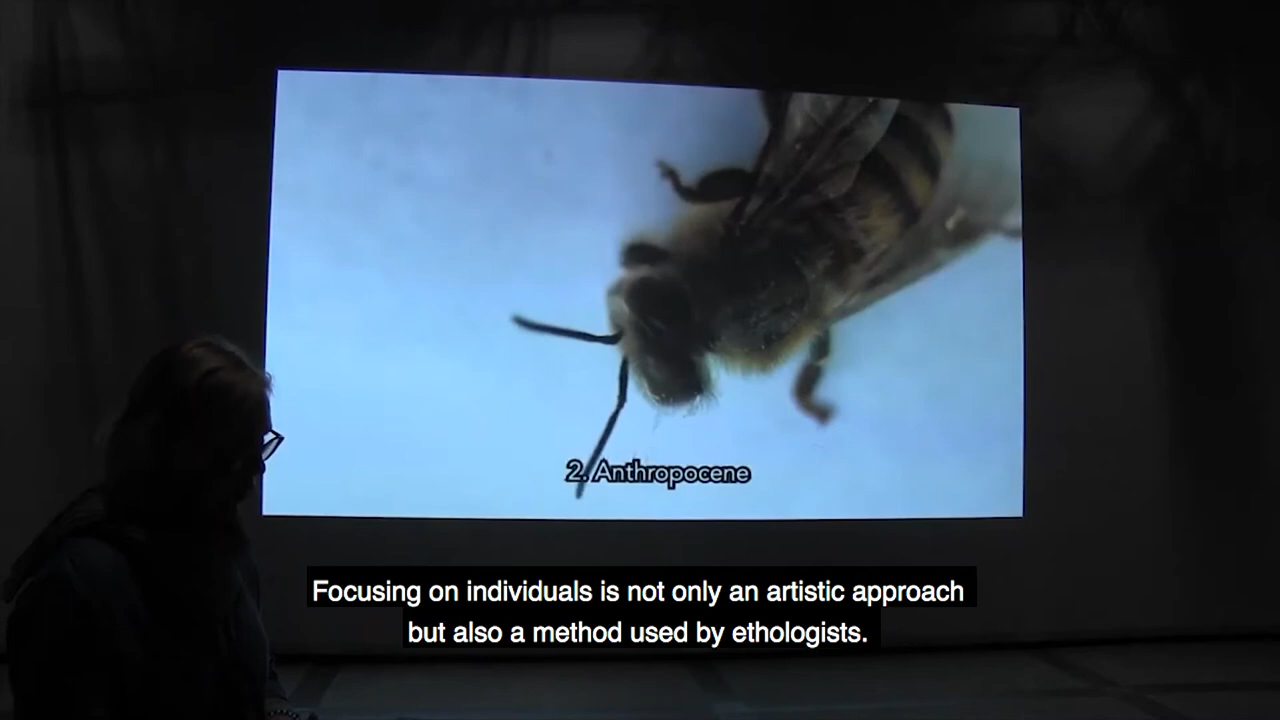 2. Anthropocene
Focusing on individuals is not only an artistic approach
but also a method used by ethologists.